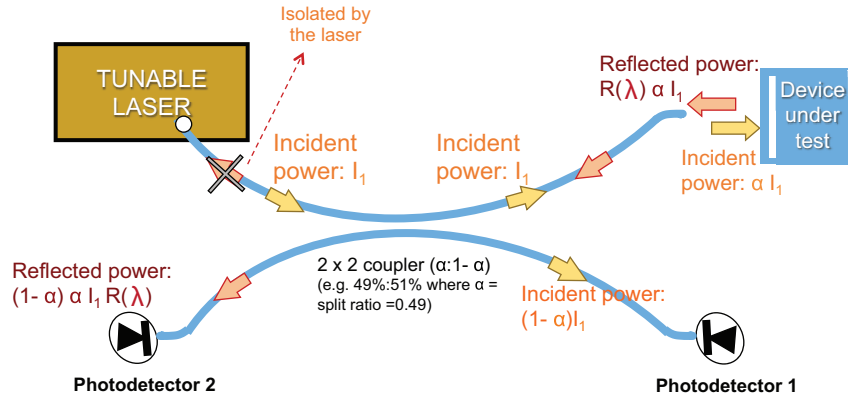 Isolated by
the laser
TUNABLE
LASER
Reflected power:
R(λ) α I₁
Device
under
test
Incident
power: I₁
Incident
power: I₁
Incident
power: α I₁
Reflected power:
(1- α) α I₁ R(λ)
2 x 2 coupler (α:1- α)
(e.g. 49%:51% where α =
split ratio =0.49)
Incident power:
(1- α)I₁
Photodetector 2
Photodetector 1